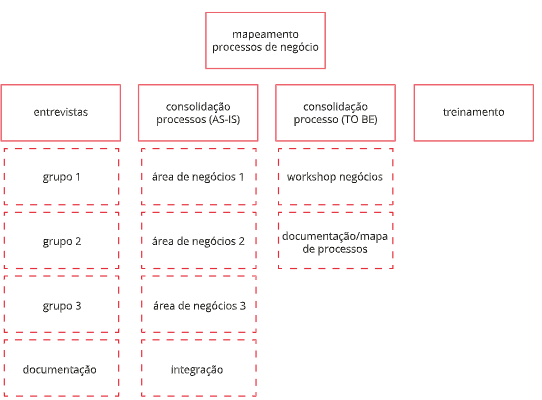 mapeamento
processos de negócio
entrevistas
consolidação
processos (AS-IS)
consolidação
processo (TO BE)
treinamento
grupo 1
área de negócios 1
workshop negócios
grupo 2
área de negócios 2
documentação/mapa
de processos
grupo 3
área de negócios 3
documentação
integração